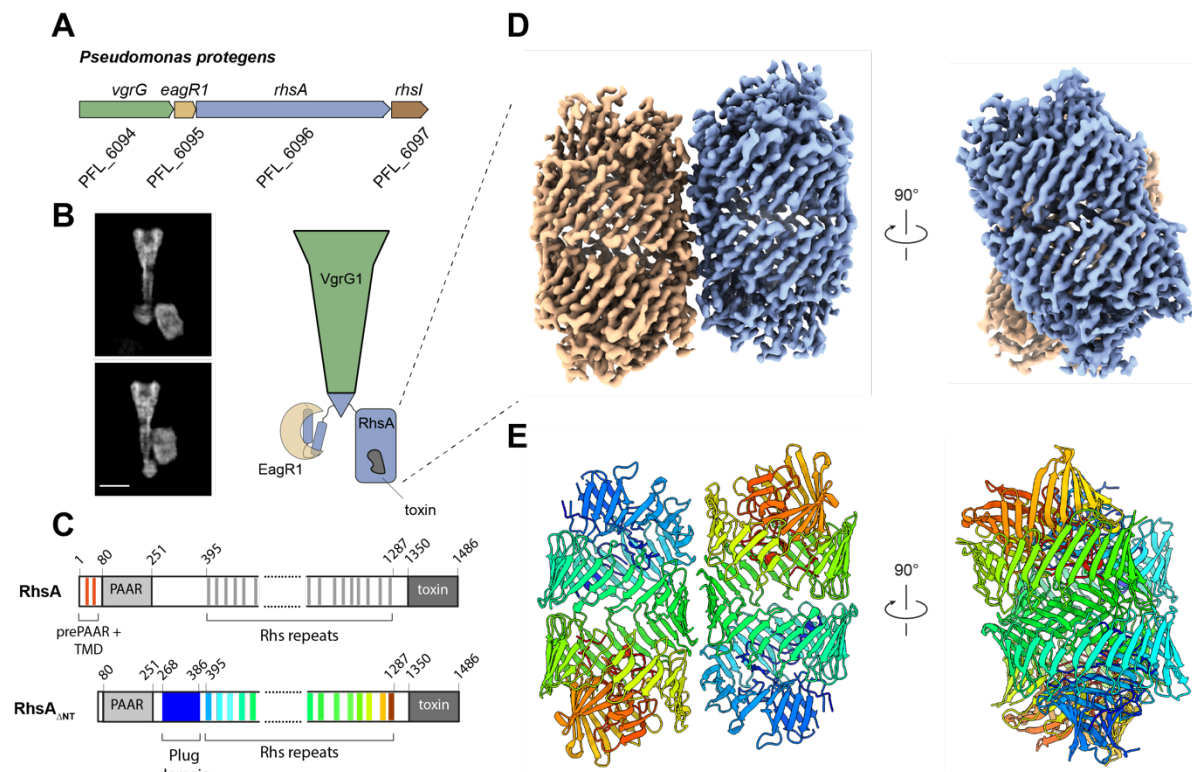 A
Pseudomonas protegens
vgrG eagR1 rhsA rhsI
PFL_6094 PFL_6095 PFL_6096 PFL_6097
B
VgrG1
RhsA
EagR1
toxin
C
1 80 251 395 1287 1350 1486
RhsA PAAR toxin
prePAAR +
TMD
Rhs repeats
80 251 268 386 395 1287 1350 1486
RhsAΔNT PAAR toxin
Plug
Rhs repeats
D
90°
E
90°